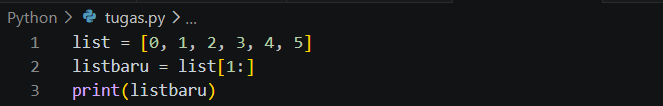 Python > tugas.py > ...
1 list = [0, 1, 2, 3, 4, 5]
2 listbaru = list[1:]
3 print(listbaru)